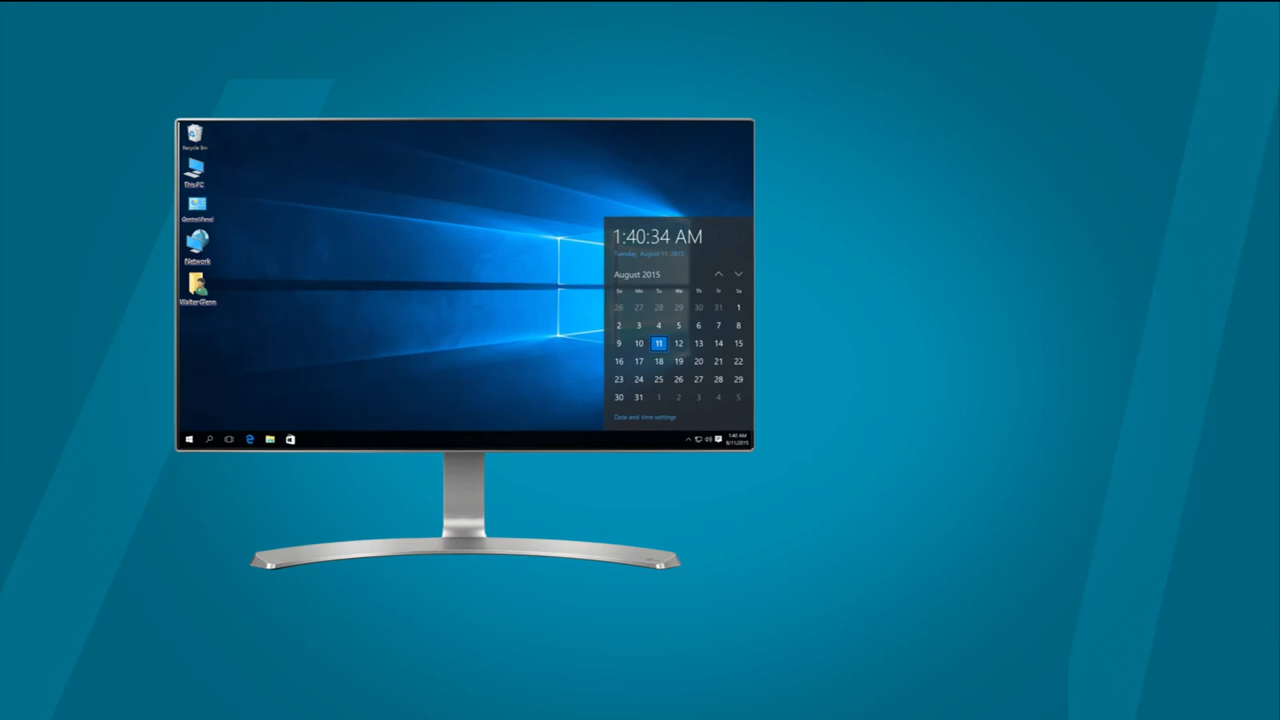 Recycle Bin
This PC
Control Panel
Network
Walter Glenn
1:40:34 AM
Tuesday, August 11, 2015
August 2015
Su Mo Tu We Th Fr Sa
26 27 28 29 30 31 1
2 3 4 5 6 7 8
9 10 11 12 13 14 15
16 17 18 19 20 21 22
23 24 25 26 27 28 29
30 31 1 2 3 4 5
Date and time settings
1:40 AM
8/11/2015